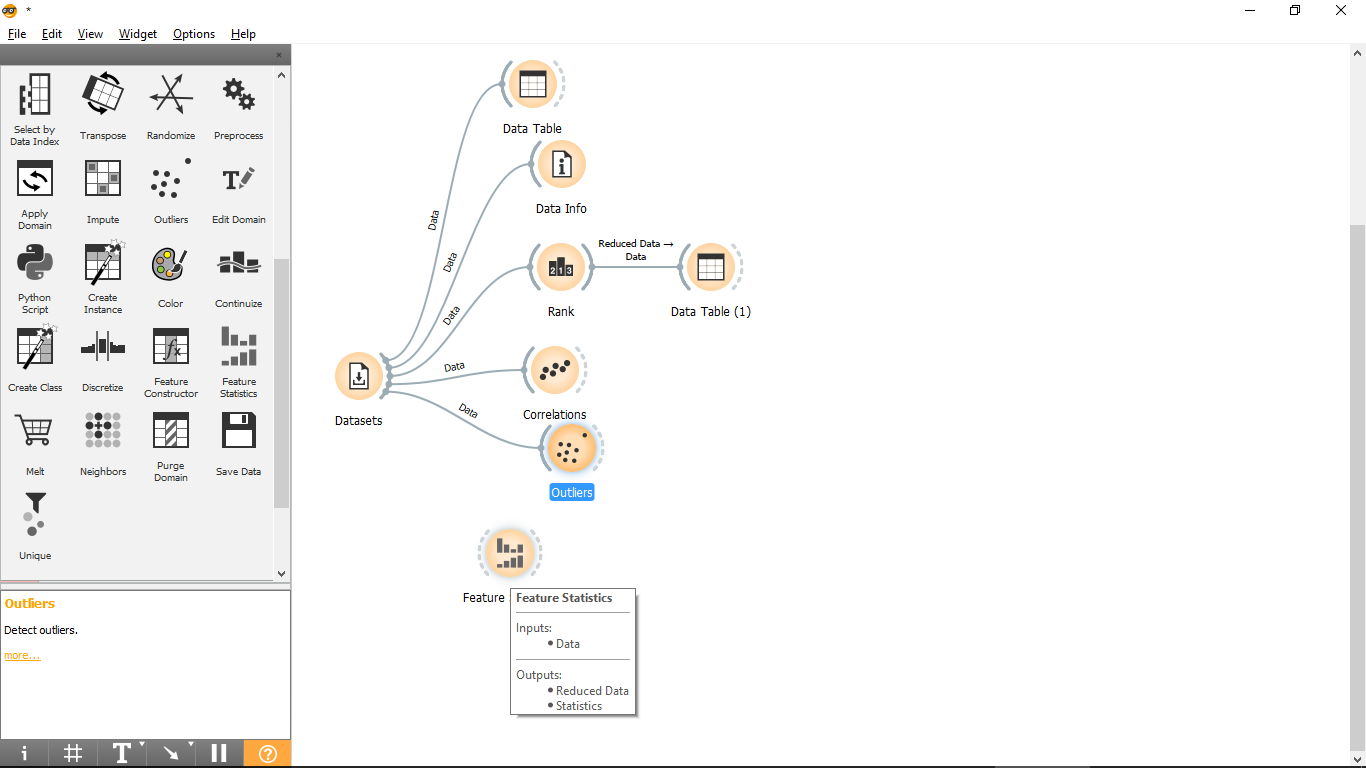 *
File Edit View Widget Options Help
×
Select by
Data Index
Transpose
Randomize
Preprocess
Apply
Domain
Impute
Outliers
Edit Domain
Python
Script
Create
Instance
Color
Continuize
Create Class
Discretize
Feature
Constructor
Feature
Statistics
Melt
Neighbors
Purge
Domain
Save Data
Unique
Outliers
Detect outliers.
more...
Data Table
Data
Data Info
Data
Reduced Data →
Data
2 1 3
Rank
Data Table (1)
Data
Data
Datasets
Correlations
Data
Outliers
Feature
Feature Statistics
Inputs:
• Data
Outputs:
• Reduced Data
• Statistics